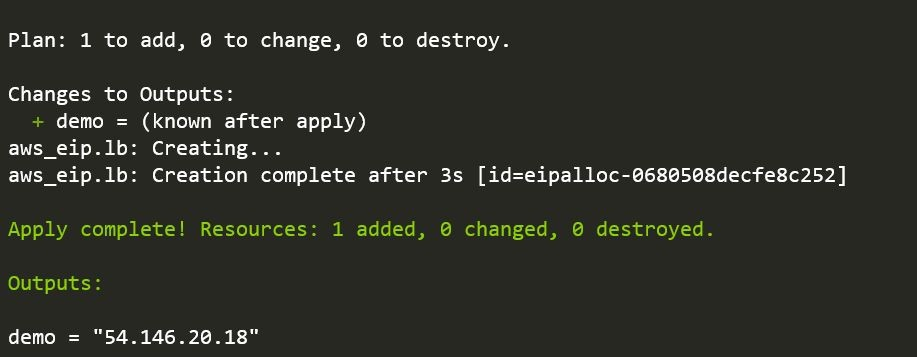 Plan: 1 to add, 0 to change, 0 to destroy.
Changes to Outputs:
+ demo = (known after apply)
aws_eip.lb: Creating...
aws_eip.lb: Creation complete after 3s [id=eipalloc-0680508decfe8c252]
Apply complete! Resources: 1 added, 0 changed, 0 destroyed.
Outputs:
demo = "54.146.20.18"